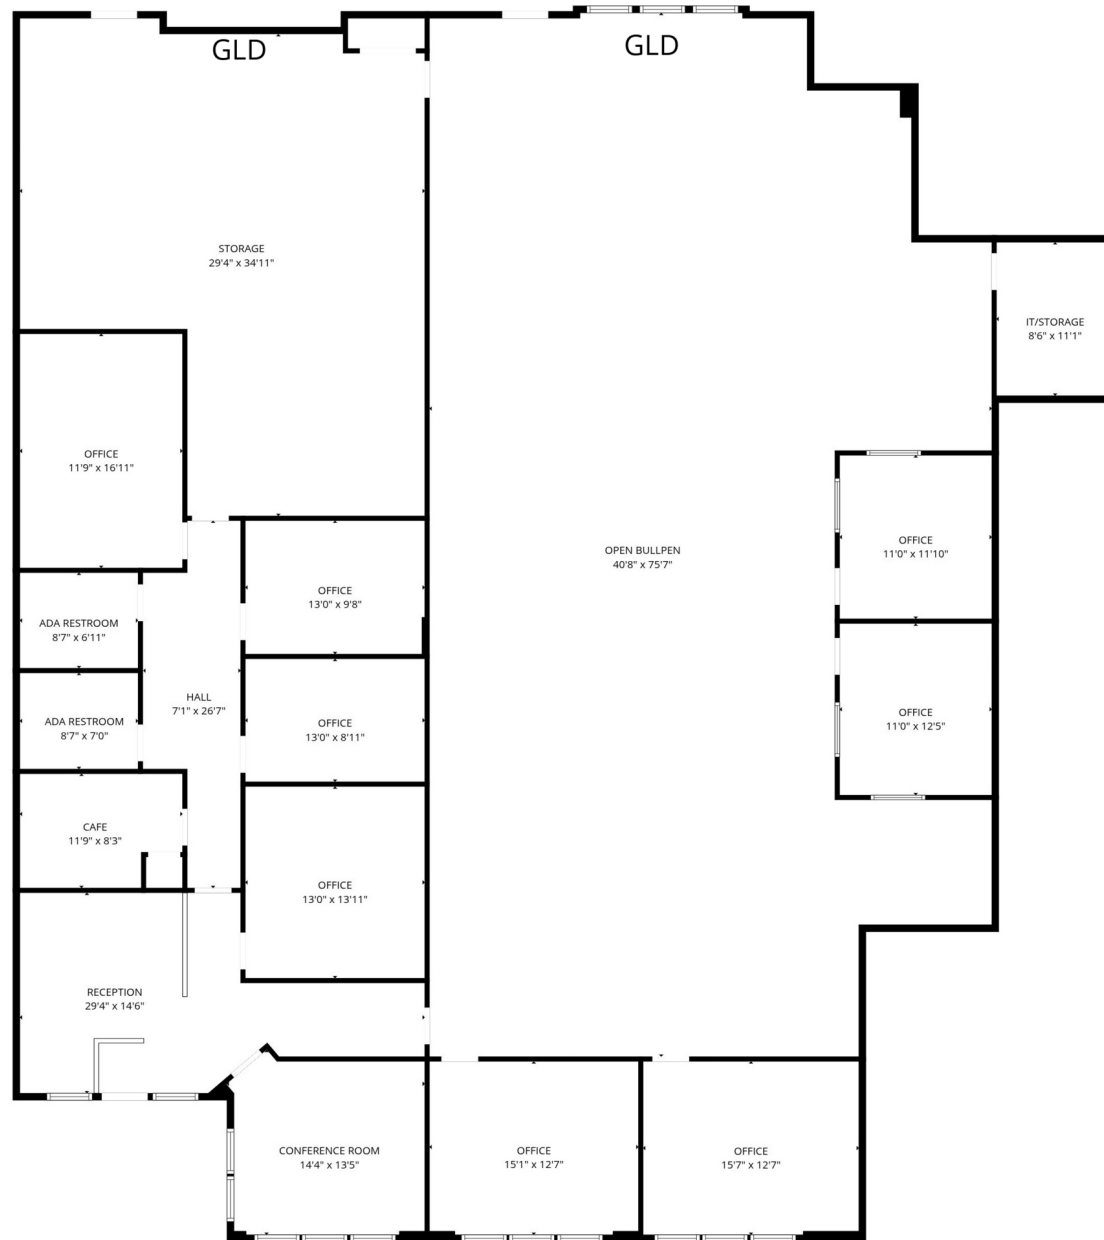 GLD
GLD
STORAGE
29'4" x 34'11"
IT/STORAGE
8'6" x 11'1"
OFFICE
11'9" x 16'11"
OFFICE
11'0" x 11'10"
OPEN BULLPEN
40'8" x 75'7"
OFFICE
13'0" x 9'8"
ADA RESTROOM
8'7" x 6'11"
HALL
7'1" x 26'7"
OFFICE
11'0" x 12'5"
ADA RESTROOM
8'7" x 7'0"
OFFICE
13'0" x 8'11"
CAFE
11'9" x 8'3"
OFFICE
13'0" x 13'11"
RECEPTION
29'4" x 14'6"
CONFERENCE ROOM
14'4" x 13'5"
OFFICE
15'1" x 12'7"
OFFICE
15'7" x 12'7"